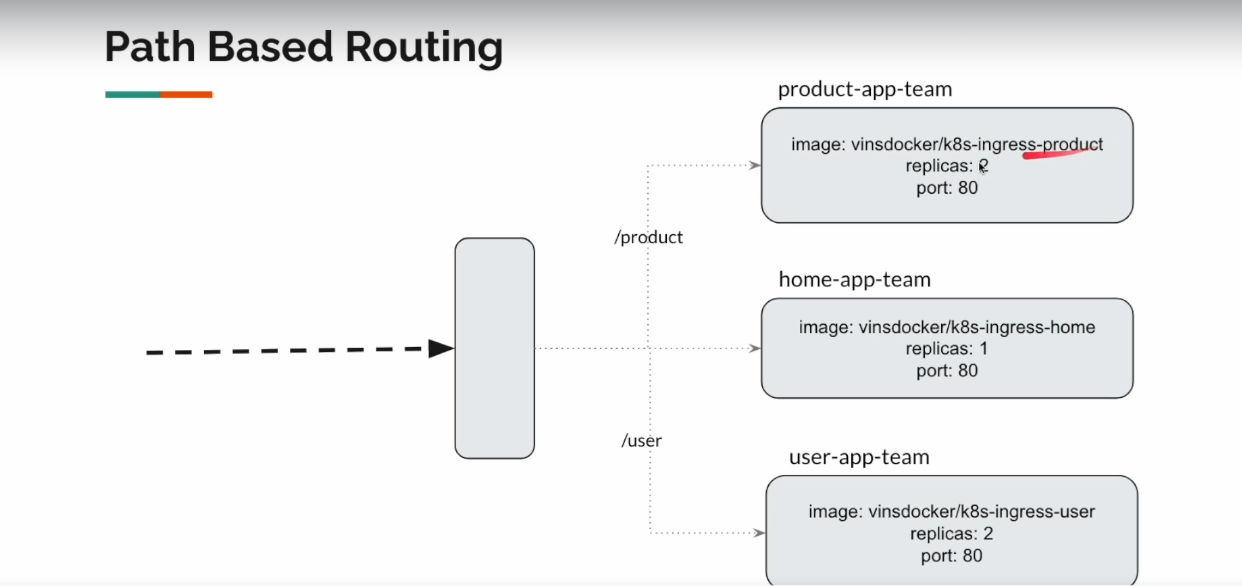 Path Based Routing
product-app-team
image: vinsdocker/k8s-ingress-product
replicas: 2
port: 80
/product
home-app-team
image: vinsdocker/k8s-ingress-home
replicas: 1
port: 80
/user
user-app-team
image: vinsdocker/k8s-ingress-user
replicas: 2
port: 80